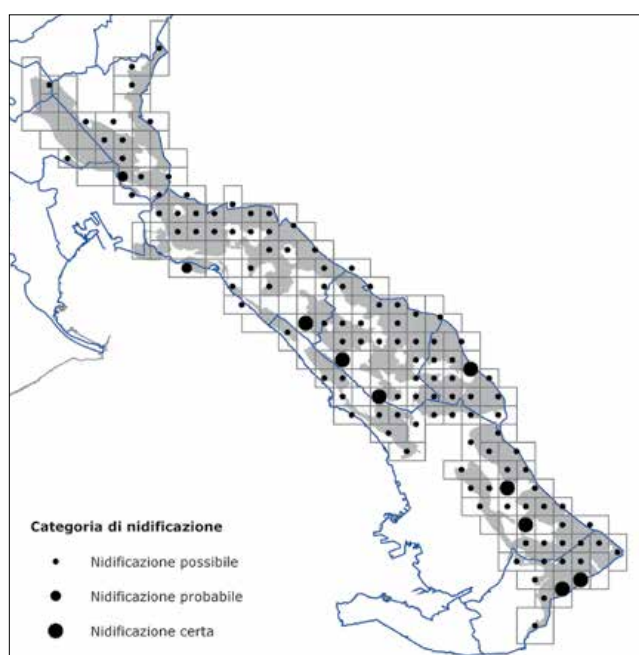 Categoria di nidificazione
Nidificazione possibile
Nidificazione probabile
Nidificazione certa